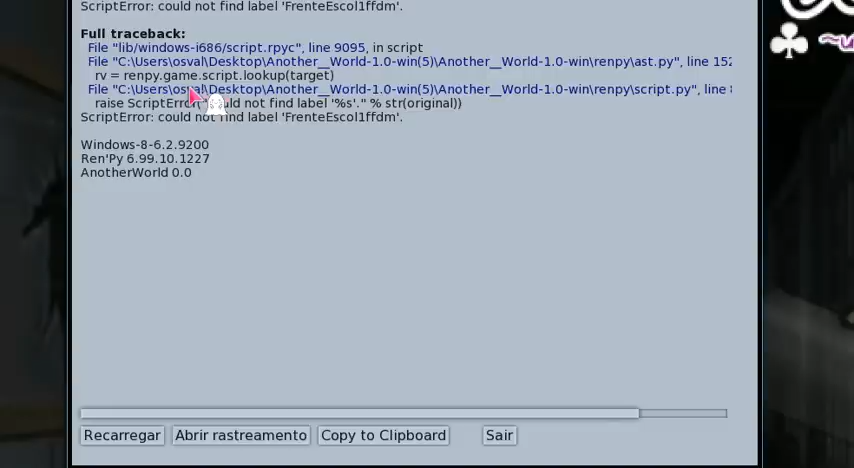 ScriptError: could not find label 'FrenteEscol1ffdm'.
Full traceback:
File "lib/windows-i686/script.rpyc", line 9095, in script
File "C:\Users\osval\Desktop\Another__World-1.0-win(5)\Another__World-1.0-win\renpy\ast.py", line 152
rv = renpy.game.script.lookup(target)
File "C:\Users\osval\Desktop\Another__World-1.0-win(5)\Another__World-1.0-win\renpy\script.py", line
raise ScriptError(" uld not find label '%s'." % str(original))
ScriptError: could not find label 'FrenteEscol1ffdm'.
Windows-8-6.2.9200
Ren'Py 6.99.10.1227
AnotherWorld 0.0
Recarregar Abrir rastreamento Copy to Clipboard Sair